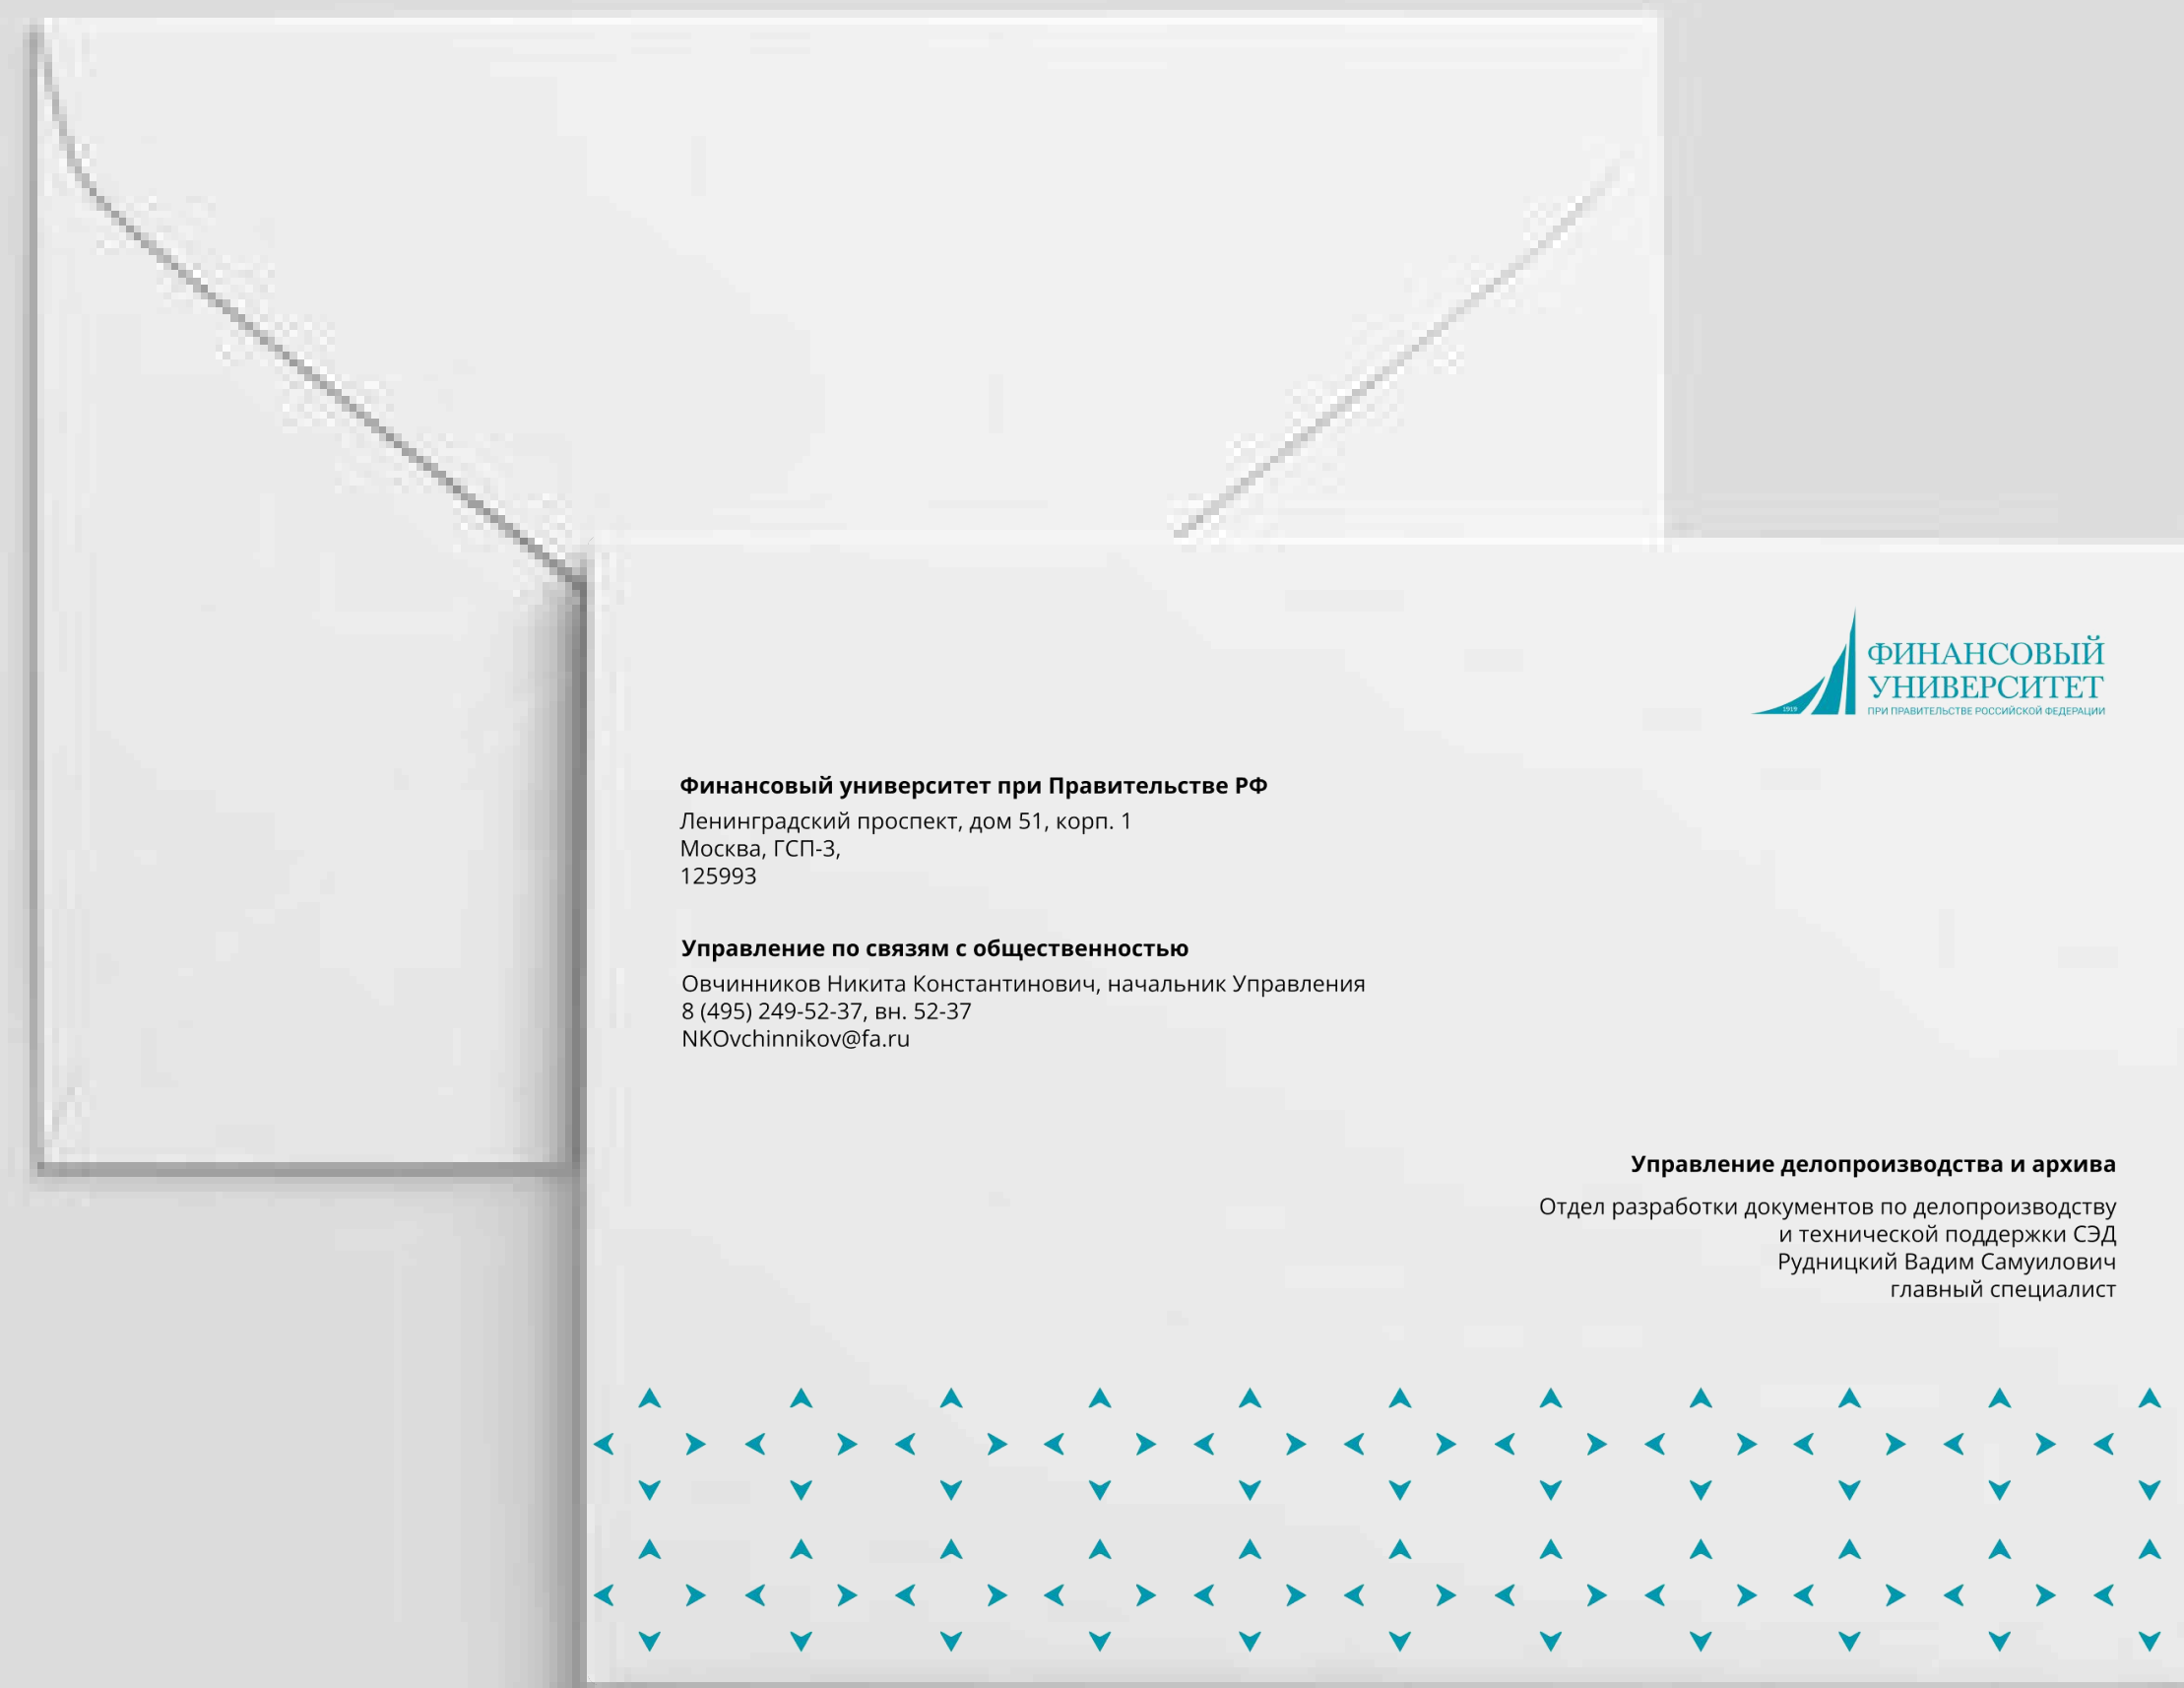 ФИНАНСОВЫЙ
УНИВЕРСИТЕТ
ПРИ ПРАВИТЕЛЬСТВЕ РОССИЙСКОЙ ФЕДЕРАЦИИ
1919
Финансовый университет при Правительстве РФ
Ленинградский проспект, дом 51, корп. 1
Москва, ГСП-3,
125993
Управление по связям с общественностью
Овчинников Никита Константинович, начальник Управления
8 (495) 249-52-37, вн. 52-37
NKOvchinnikov@fa.ru
Управление делопроизводства и архива
Отдел разработки документов по делопроизводству
и технической поддержки СЭД
Рудницкий Вадим Самуилович
главный специалист